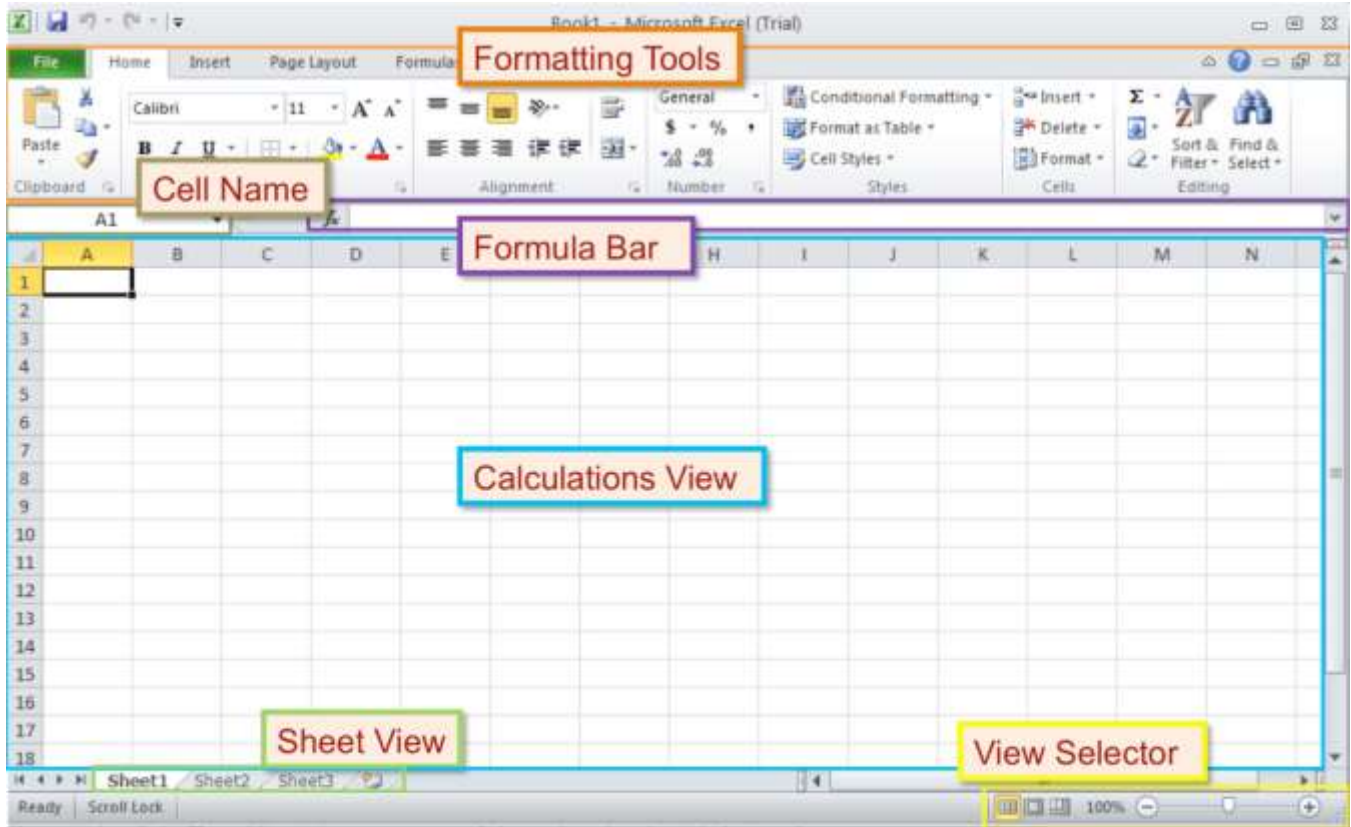 Book1 - Microsoft Excel (Trial)
File Home Insert Page Layout Formula
Formatting Tools
Calibri 11 A A
General
Conditional Formatting
Insert
Σ
$ % ,
Format as Table
Delete
Paste
B I U A
Cell Styles
Format
Sort & Filter
Find & Select
Clipboard
Alignment
Number
Styles
Cells
Editing
Cell Name
A1
fx
Formula Bar
A B C D E H I J K L M N
1
2
3
4
5
6
7
Calculations View
8
9
10
11
12
13
14
15
16
17
Sheet View
View Selector
18
Sheet1 Sheet2 Sheet3
Ready Scroll Lock
100%